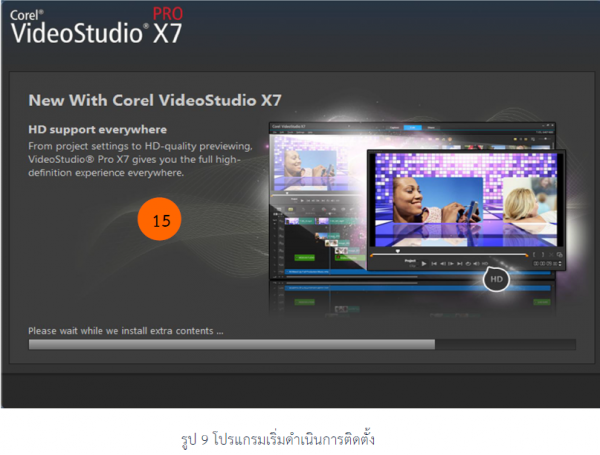 Corel®
PRO
VideoStudio® X7
New With Corel VideoStudio X7
HD support everywhere
From project settings to HD-quality previewing,
VideoStudio® Pro X7 gives you the full high-
definition experience everywhere.
15
Project
HD
Please wait while we install extra contents ...
รูป 9 โปรแกรมเริ่มดำเนินการติดตั้ง